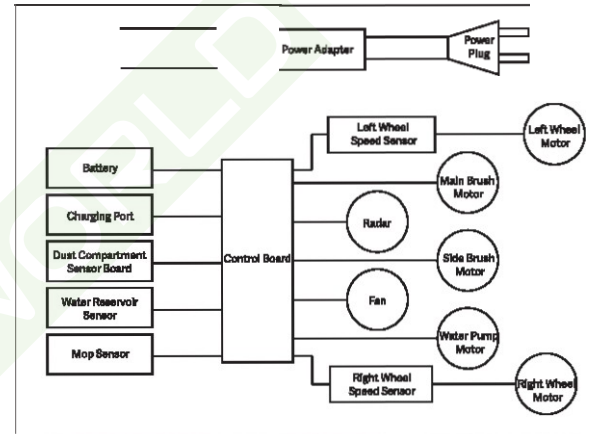 Power Adapter
Power
Plug
Left Wheel
Speed Sensor
Left Wheel
Motor
Battery
Main Brush
Motor
Charging Port
Radar
Dust Compartment
Sensor Board
Control Board
Side Brush
Motor
Water Reservoir
Sensor
Fan
Water Pump
Motor
Mop Sensor
Right Wheel
Speed Sensor
Right Wheel
Motor
WORLD